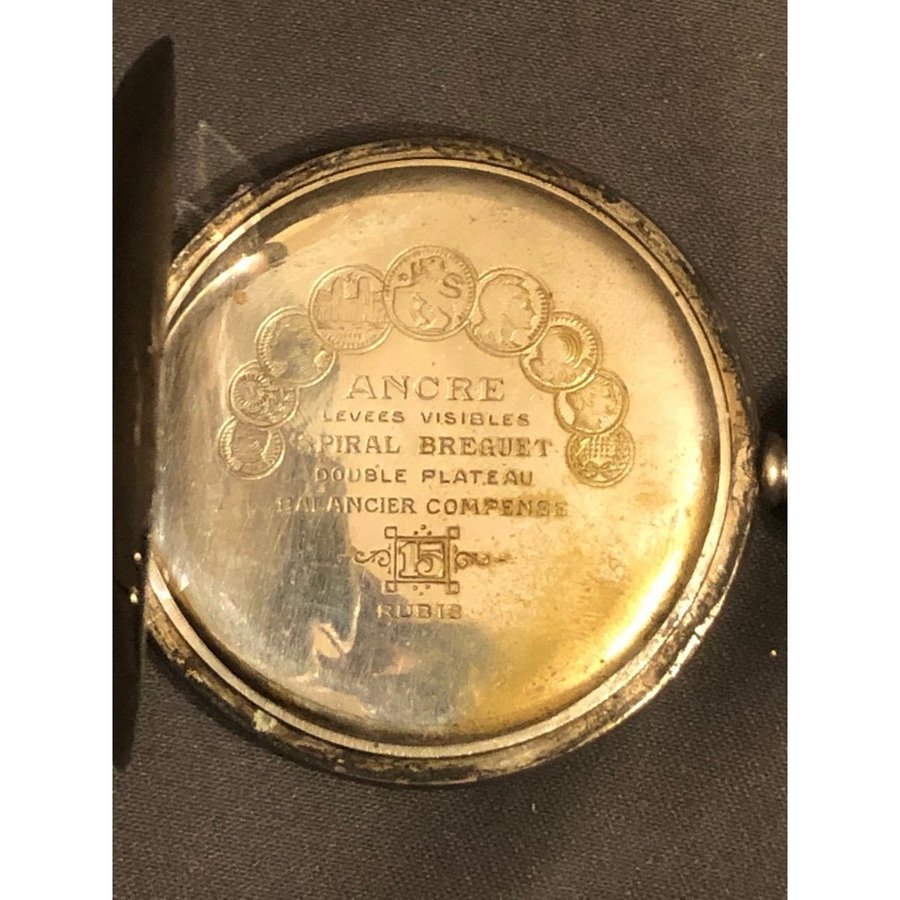 ANCRE
LEVEES VISIBLES
SPIRAL BREGUET
DOUBLE PLATEAU
BALANCIER COMPENSE
15
RUBIS